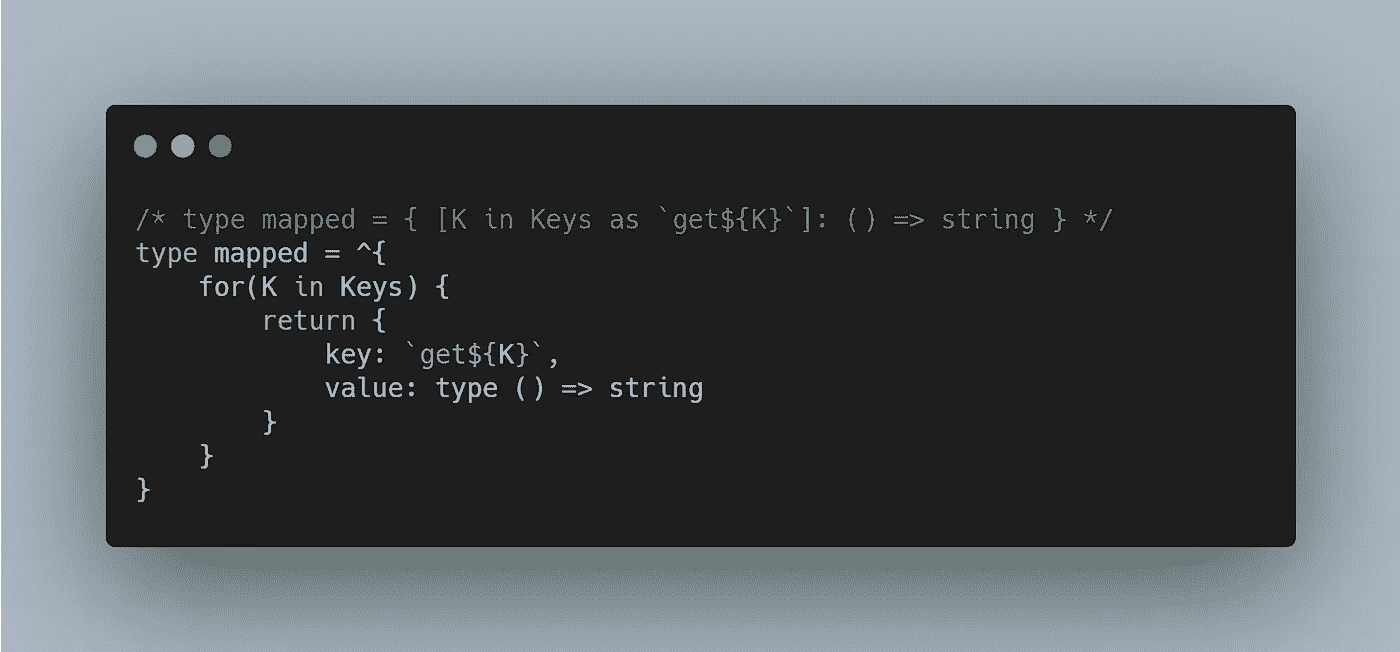 /* type mapped = { [K in Keys as `get${K}`]: () => string } */
type mapped = ^{
    for(K in Keys) {
        return {
            key: `get${K}`,
            value: type () => string
        }
    }
}